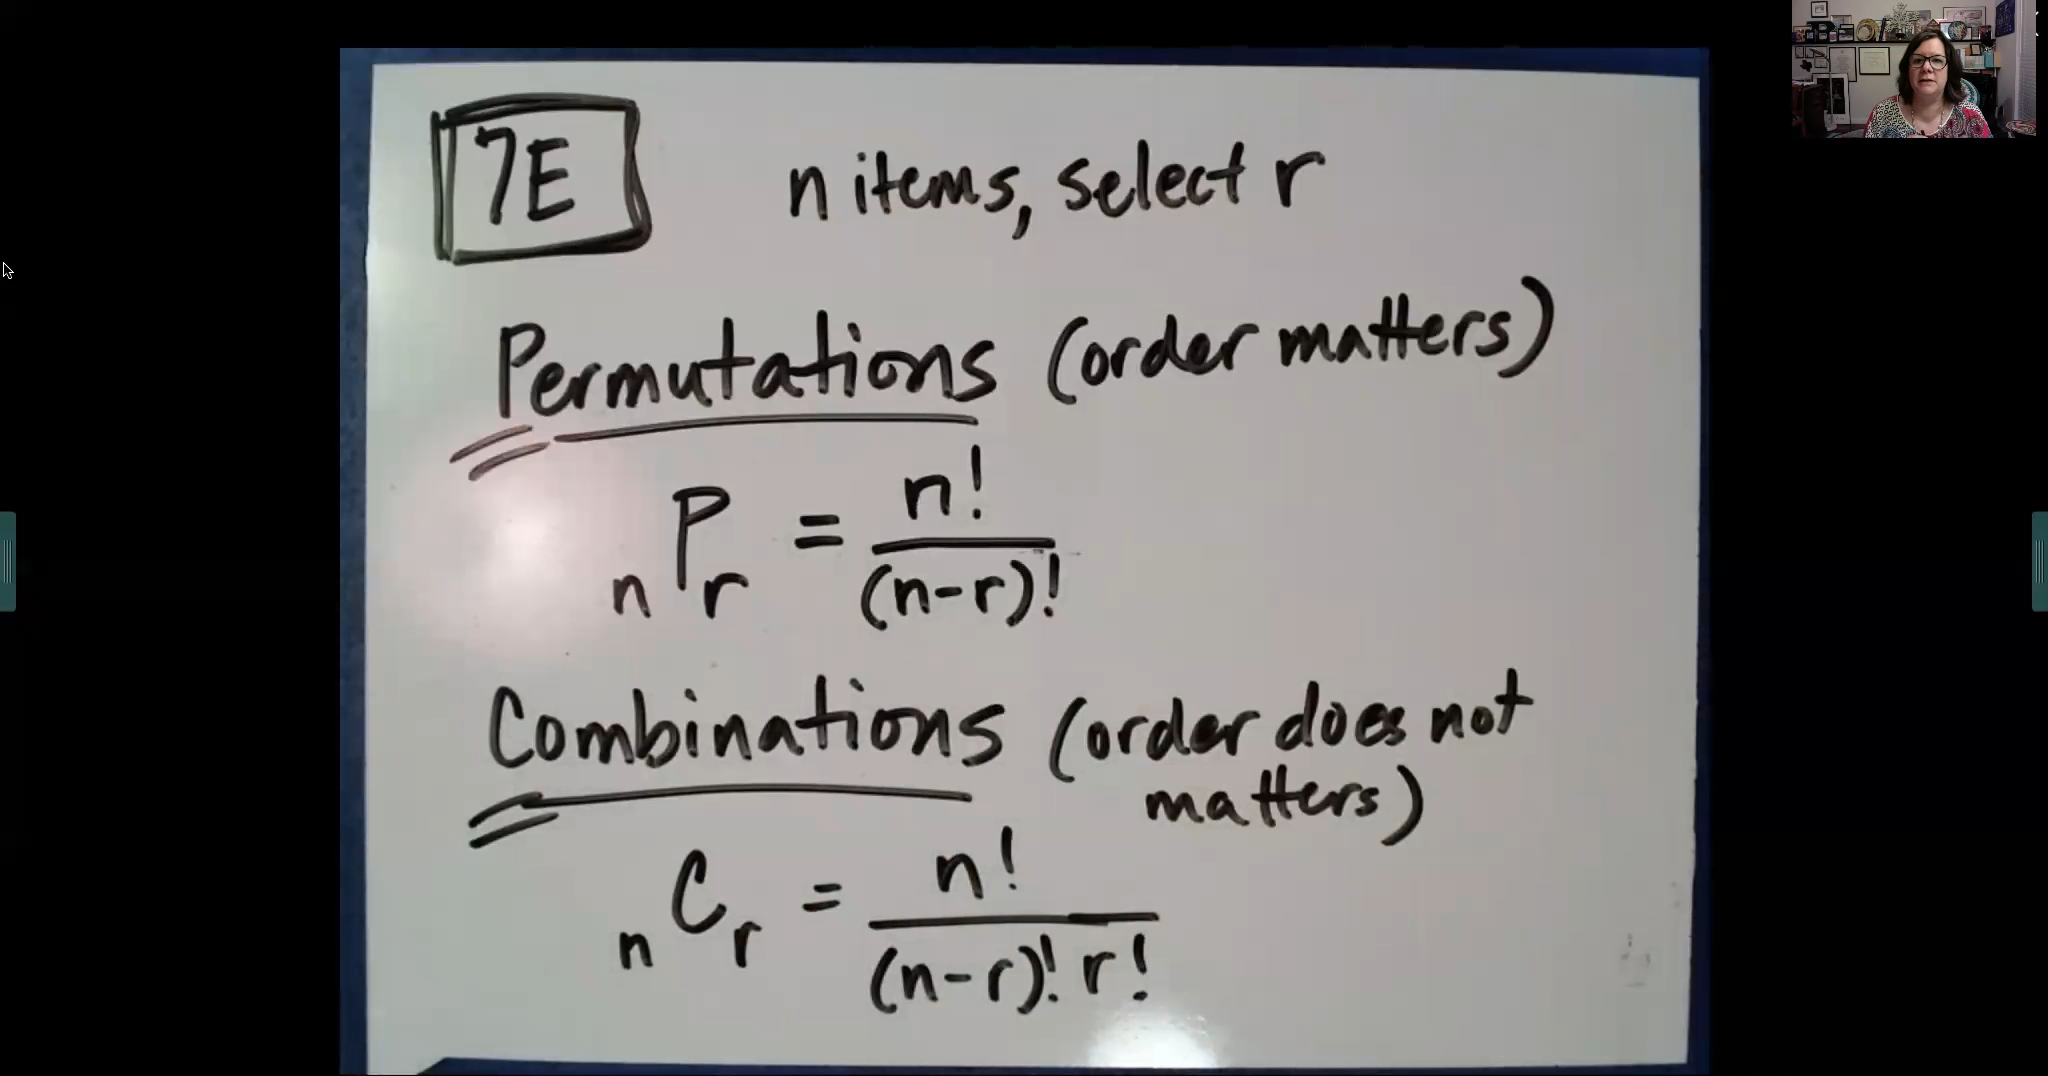 7E
n items, select r
Permutations (order matters)
nPr = n! / (n-r)!
Combinations (order does not
matters)
nCr = n! / (n-r)! r!